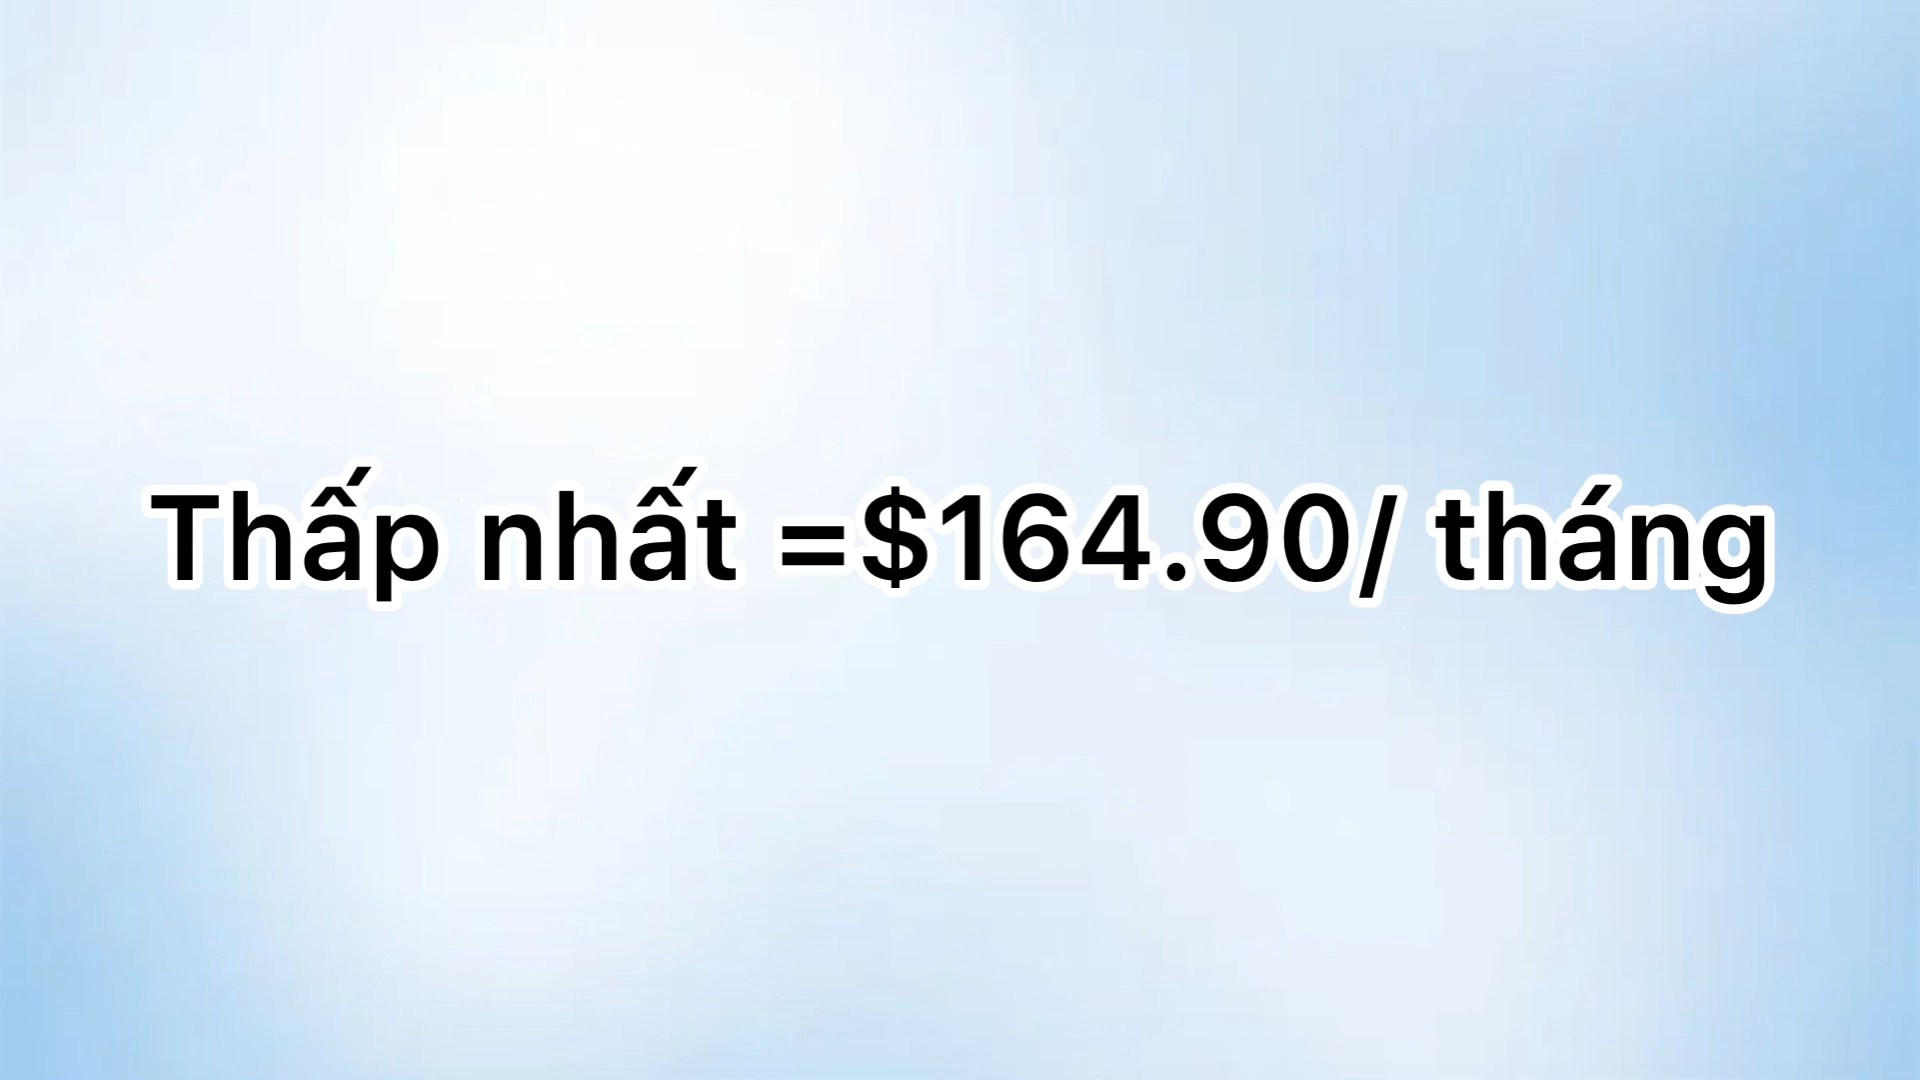 Thấp nhất =$164.90/ tháng